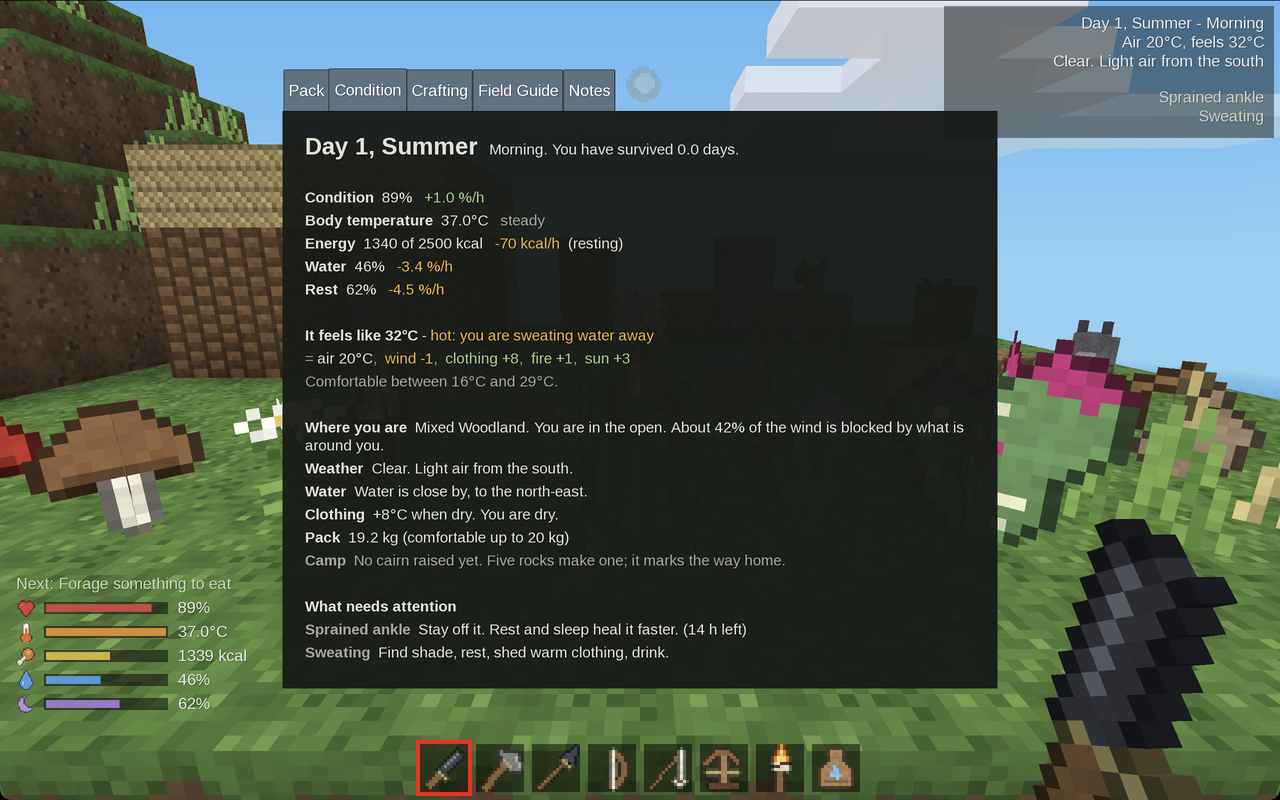 Day 1, Summer - Morning
Air 20°C, feels 32°C
Clear. Light air from the south
Sprained ankle
Sweating
Pack Condition Crafting Field Guide Notes
Day 1, Summer Morning. You have survived 0.0 days.
Condition 89% +1.0 %/h
Body temperature 37.0°C steady
Energy 1340 of 2500 kcal -70 kcal/h (resting)
Water 46% -3.4 %/h
Rest 62% -4.5 %/h
It feels like 32°C - hot: you are sweating water away
= air 20°C, wind -1, clothing +8, fire +1, sun +3
Comfortable between 16°C and 29°C.
Where you are Mixed Woodland. You are in the open. About 42% of the wind is blocked by what is
around you.
Weather Clear. Light air from the south.
Water Water is close by, to the north-east.
Clothing +8°C when dry. You are dry.
Pack 19.2 kg (comfortable up to 20 kg)
Camp No cairn raised yet. Five rocks make one; it marks the way home.
What needs attention
Sprained ankle Stay off it. Rest and sleep heal it faster. (14 h left)
Sweating Find shade, rest, shed warm clothing, drink.
Next: Forage something to eat
89%
37.0°C
1339 kcal
46%
62%